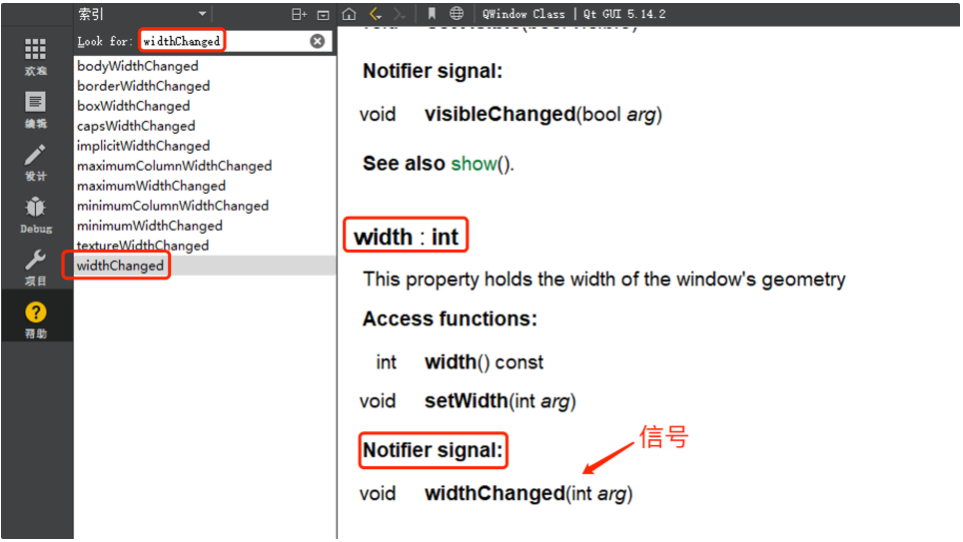 索引
QWindow Class | Qt GUI 5.14.2
Look for: widthChanged
欢迎
编辑
设计
Debug
项目
帮助
bodyWidthChanged
borderWidthChanged
boxWidthChanged
capsWidthChanged
implicitWidthChanged
maximumColumnWidthChanged
maximumWidthChanged
minimumColumnWidthChanged
minimumWidthChanged
textureWidthChanged
widthChanged
Notifier signal:
void visibleChanged(bool arg)
See also show().
width : int
This property holds the width of the window's geometry
Access functions:
int width() const
void setWidth(int arg)
Notifier signal:
信号
void widthChanged(int arg)